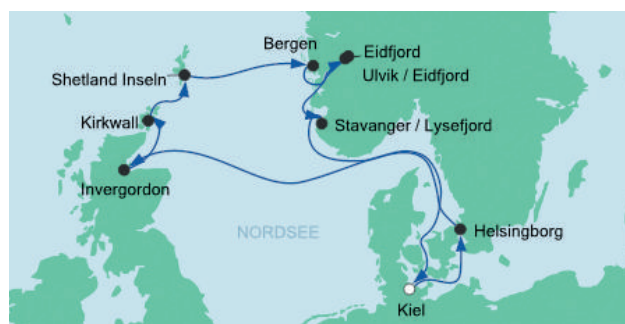 Bergen
Eidfjord
Ulvik / Eidfjord
Shetland Inseln
Kirkwall
Stavanger / Lysefjord
Invergordon
NORDSEE
Helsingborg
Kiel